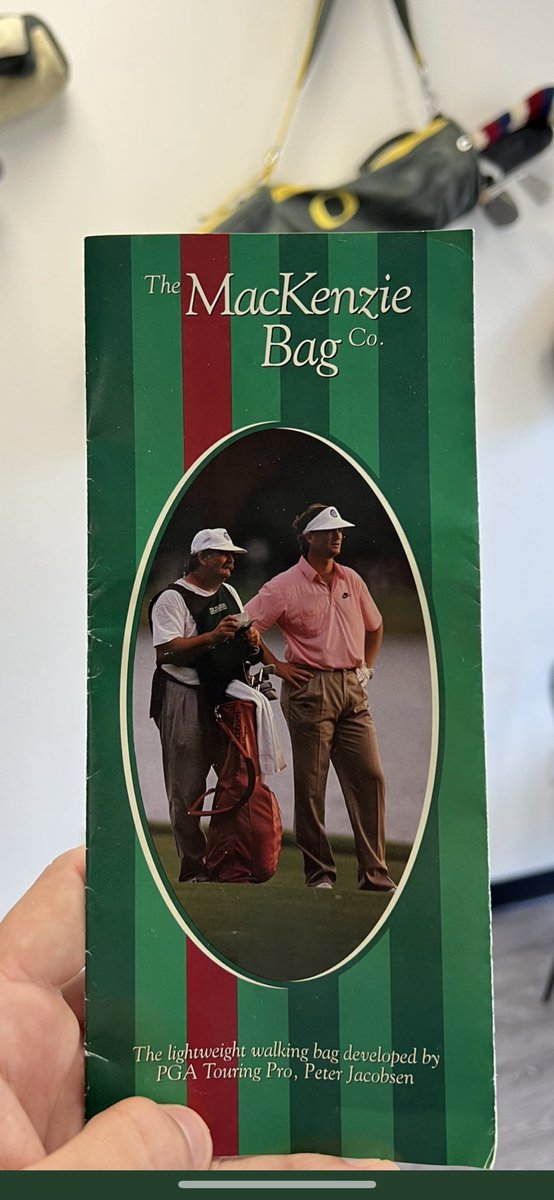 The MacKenzie
Bag Co.
The lightweight walking bag developed by
PGA Touring Pro, Peter Jacobsen